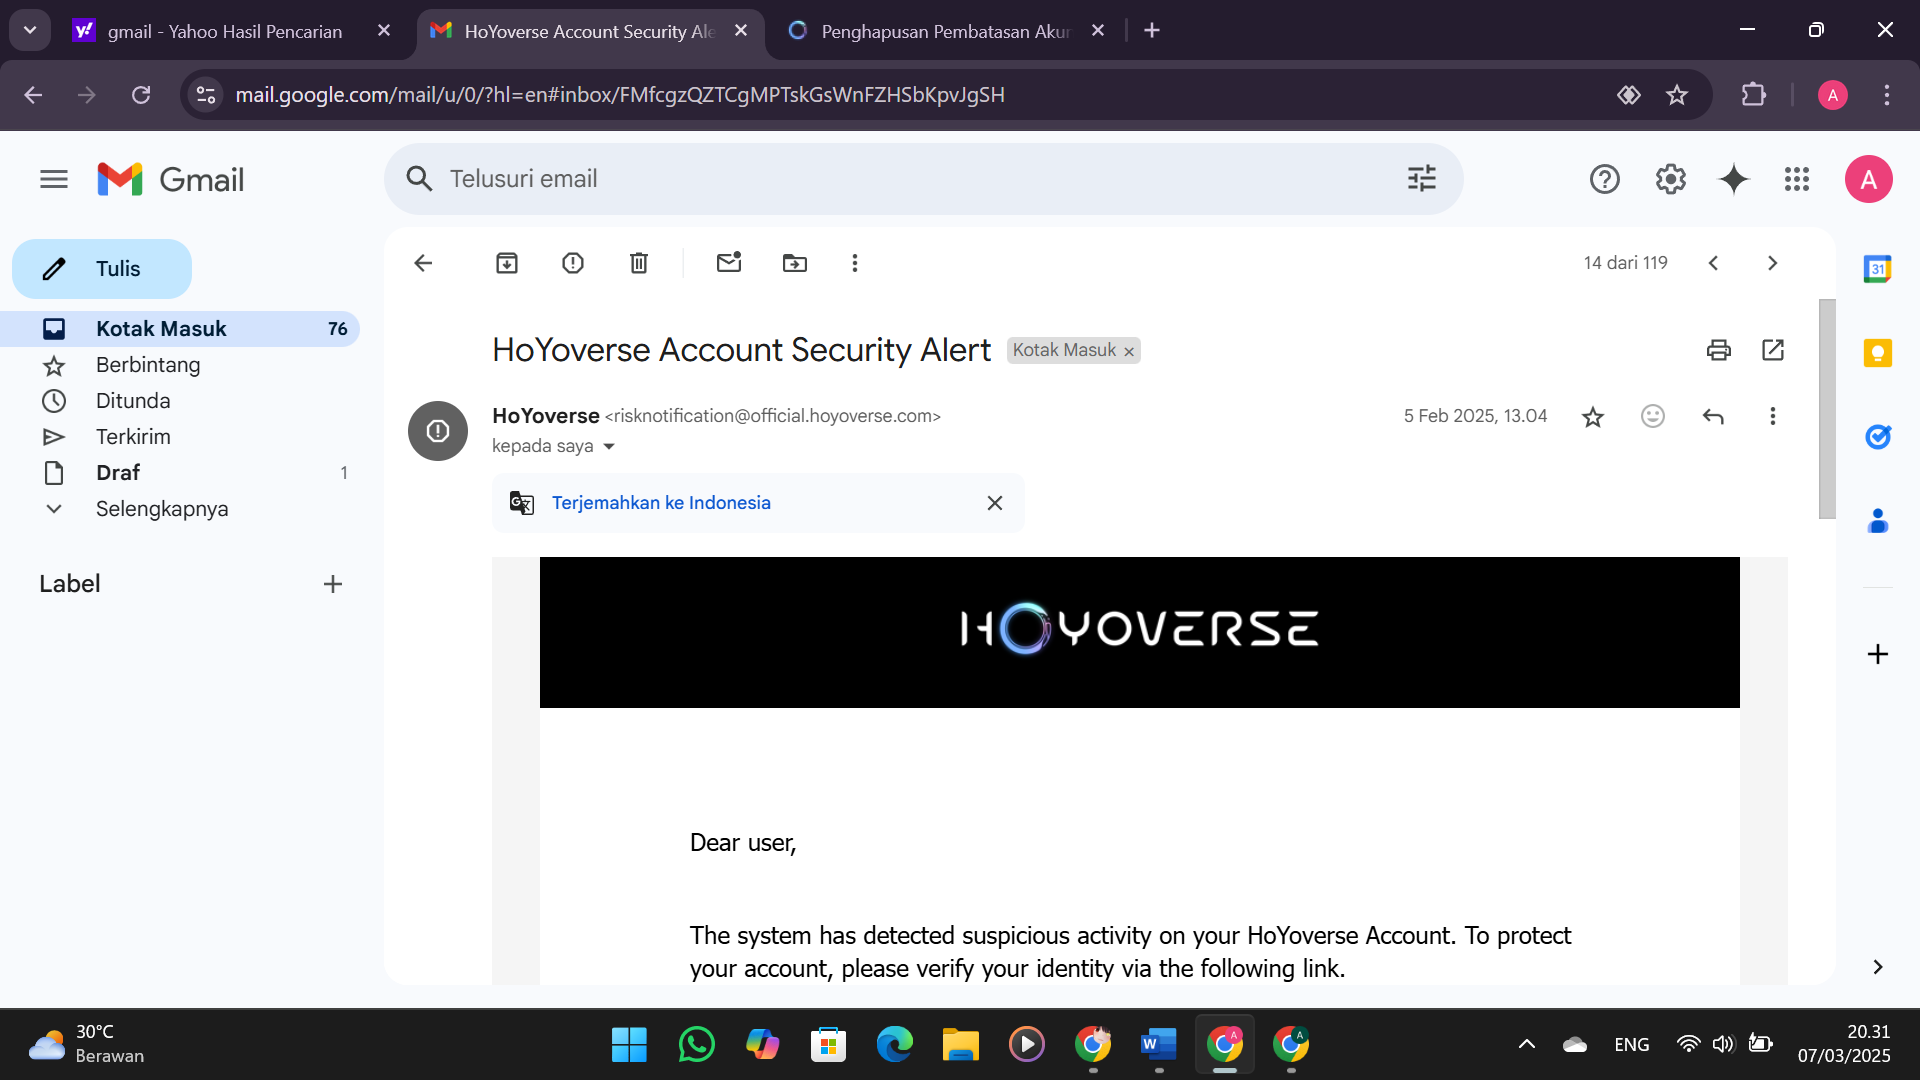 gmail - Yahoo Hasil Pencarian
HoYoverse Account Security Ale
Penghapusan Pembatasan Akun
mail.google.com/mail/u/0/?hl=en#inbox/FMfcgzQZTCgMPTskGsWnFZHSbKpvJgSH
A
Gmail
Telusuri email
A
Tulis
14 dari 119
Kotak Masuk 76
Berbintang
Ditunda
Terkirim
Draf 1
Selengkapnya
Label
31
HoYoverse Account Security Alert Kotak Masuk ×
HoYoverse <risknotification@official.hoyoverse.com> 5 Feb 2025, 13.04
kepada saya
Terjemahkan ke Indonesia
HOYOVERSE
Dear user,
The system has detected suspicious activity on your HoYoverse Account. To protect
your account, please verify your identity via the following link.
30°C
Berawan
W
A
A
ENG
20.31
07/03/2025